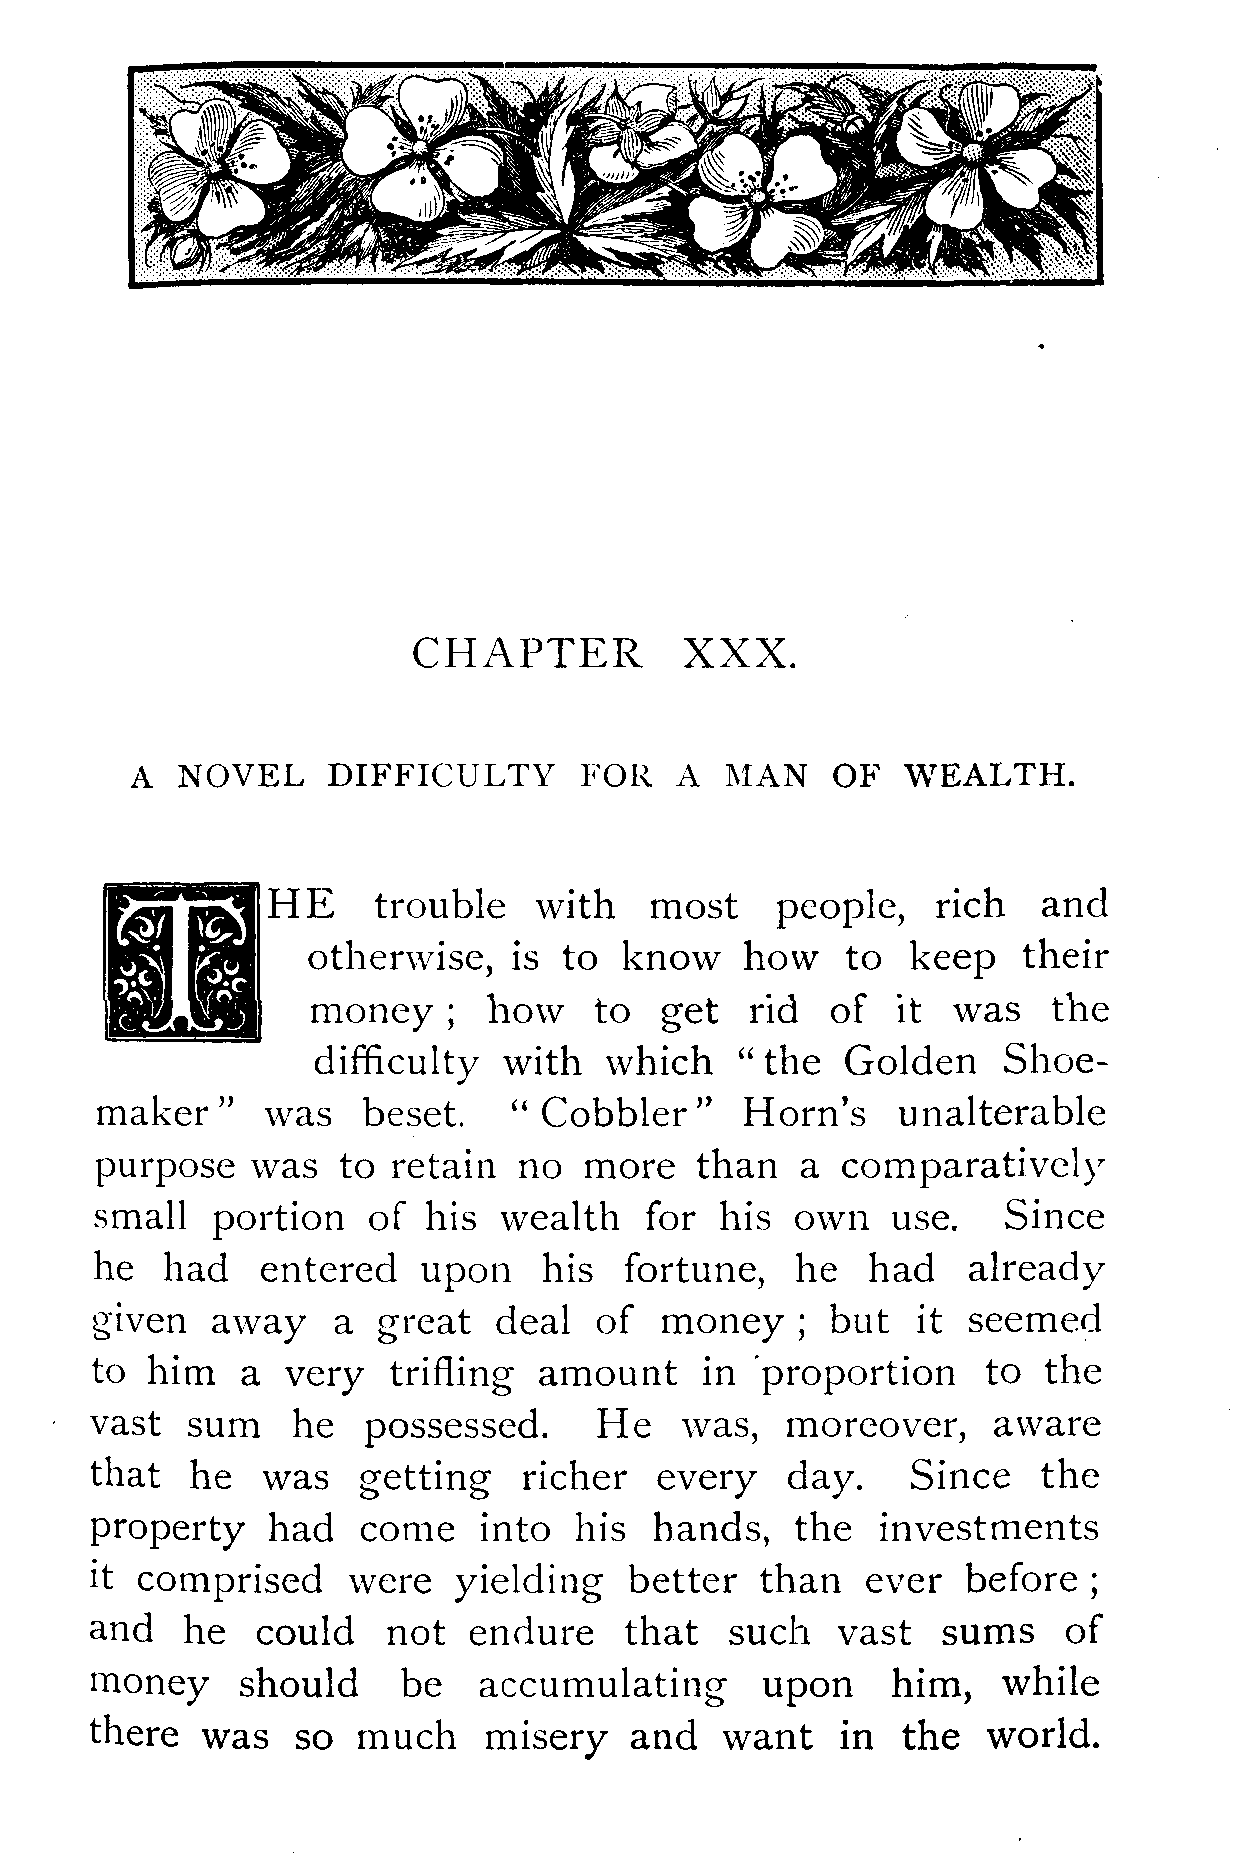 CHAPTER XXX.
A NOVEL DIFFICULTY FOR A MAN OF WEALTH.
THE trouble with most people, rich and
otherwise, is to know how to keep their
money ; how to get rid of it was the
difficulty with which “ the Golden Shoe-
maker ” was beset. “ Cobbler ” Horn’s unalterable
purpose was to retain no more than a comparatively
small portion of his wealth for his own use. Since
he had entered upon his fortune, he had already
given away a great deal of money ; but it seemed
to him a very trifling amount in proportion to the
vast sum he possessed. He was, moreover, aware
that he was getting richer every day. Since the
property had come into his hands, the investments
it comprised were yielding better than ever before ;
and he could not endure that such vast sums of
money should be accumulating upon him, while
there was so much misery and want in the world.